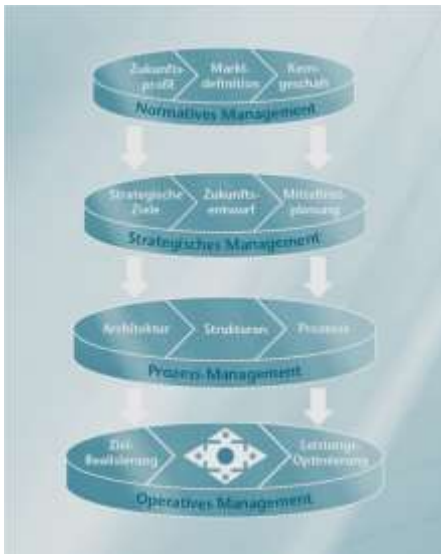 Zukunfts-
profil
Markt-
definition
Kern-
geschäft
Normatives Management
Strategische
Ziele
Zukunfts-
entwurf
Mittelfrist-
planung
Strategisches Management
Architektur
Strukturen
Prozesse
Prozess-Management
Ziel-
Realisierung
Leistungs-
Optimierung
Operatives Management